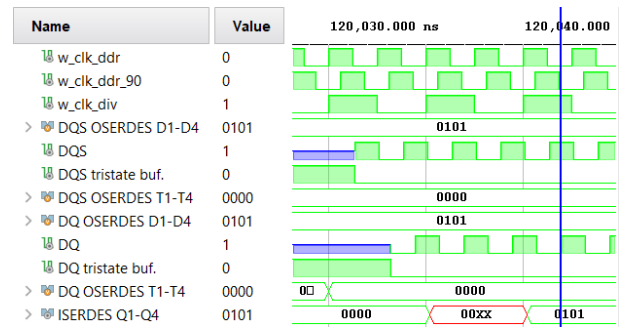 Name Value 120,030.000 ns 120,040.000
w_clk_ddr 0
w_clk_ddr_90 0
w_clk_div 1
> DQS OSERDES D1-D4 0101 0101
DQS 1
DQS tristate buf. 0
> DQS OSERDES T1-T4 0000 0000
> DQ OSERDES D1-D4 0101 0101
DQ 1
DQ tristate buf. 0
> DQ OSERDES T1-T4 0000 0□ 0000
> ISERDES Q1-Q4 0101 0000 00XX 0101